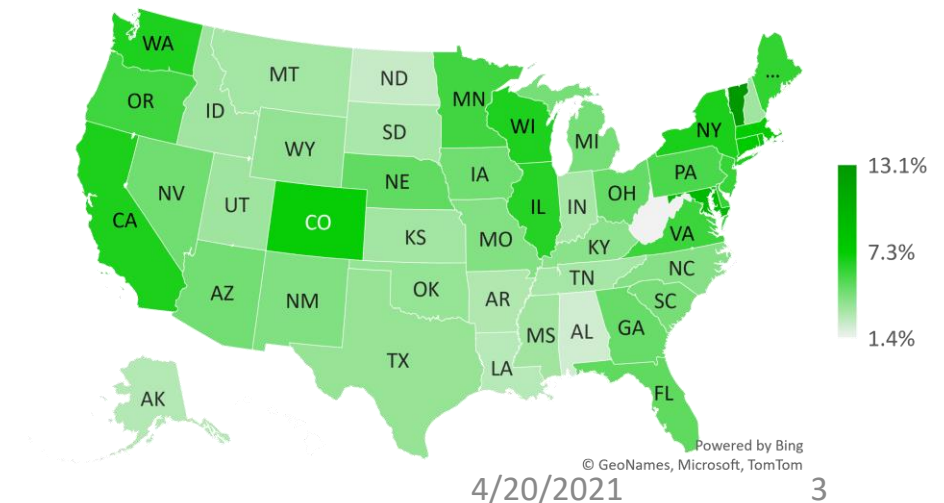 WA
MT
ND
MN
...
OR
ID
SD
WI
NY
WY
MI
13.1%
NE
IA
PA
NV
UT
CO
IL
IN
OH
CA
KS
MO
KY
VA
7.3%
AZ
NM
OK
TN
NC
AR
SC
MS
AL
GA
1.4%
TX
LA
AK
FL
Powered by Bing
© GeoNames, Microsoft, TomTom
4/20/2021
3